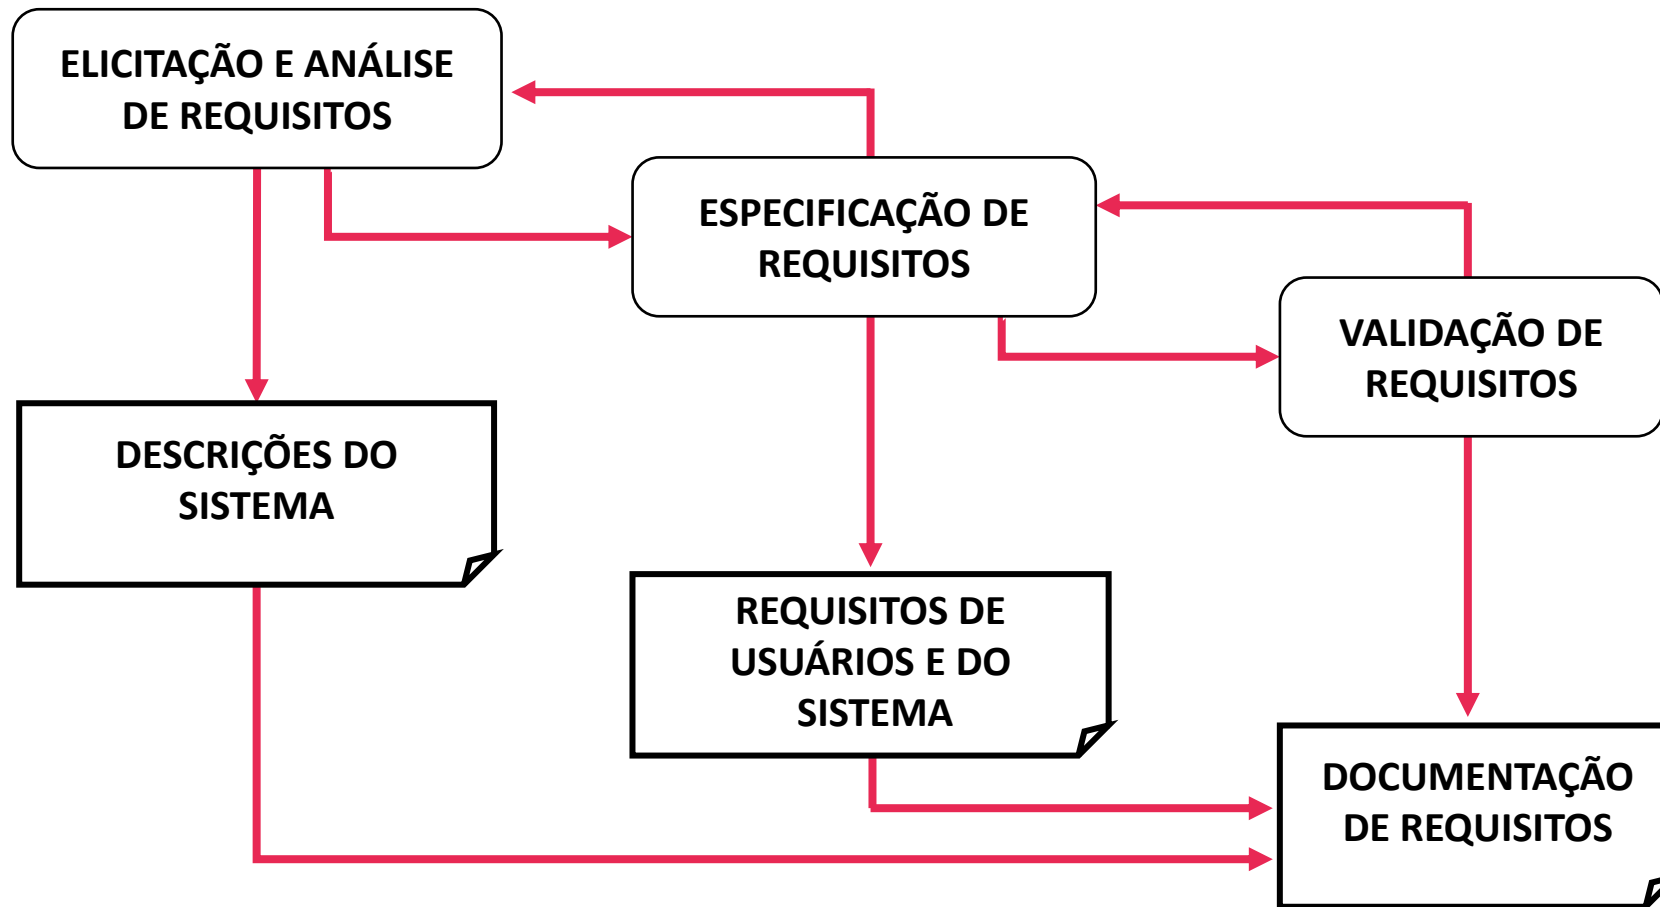 ELICITAÇÃO E ANÁLISE
DE REQUISITOS
ESPECIFICAÇÃO DE
REQUISITOS
VALIDAÇÃO DE
REQUISITOS
DESCRIÇÕES DO
SISTEMA
REQUISITOS DE
USUÁRIOS E DO
SISTEMA
DOCUMENTAÇÃO
DE REQUISITOS